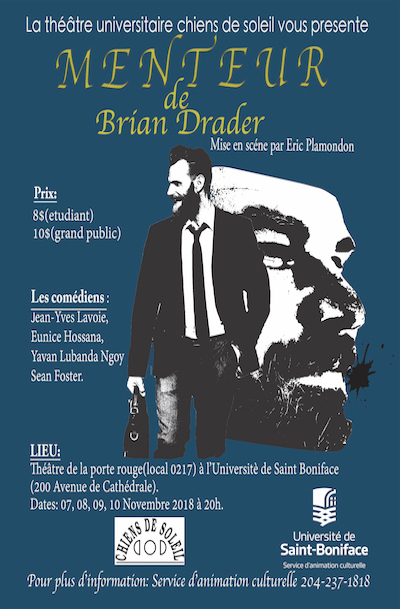 La théâtre universitaire chiens de soleil vous presente
MENTEUR
de
Brian Drader
Mise en scéne par Eric Plamondon
Prix:
8$(etudiant)
10$(grand public)
Les comédiens :
Jean-Yves Lavoie,
Eunice Hossana,
Yavan Lubanda Ngoy
Sean Foster.
LIEU:
Théâtre de la porte rouge(local 0217) à l'Universitè de Saint Boniface
(200 Avenue de Cathédrale).
Dates: 07, 08, 09, 10 Novembre 2018 à 20h.
CHIENS DE SOLEIL
Université de
Saint-Boniface
Service d'animation culturelle
Pour plus d'information: Service d'animation culturelle 204-237-1818